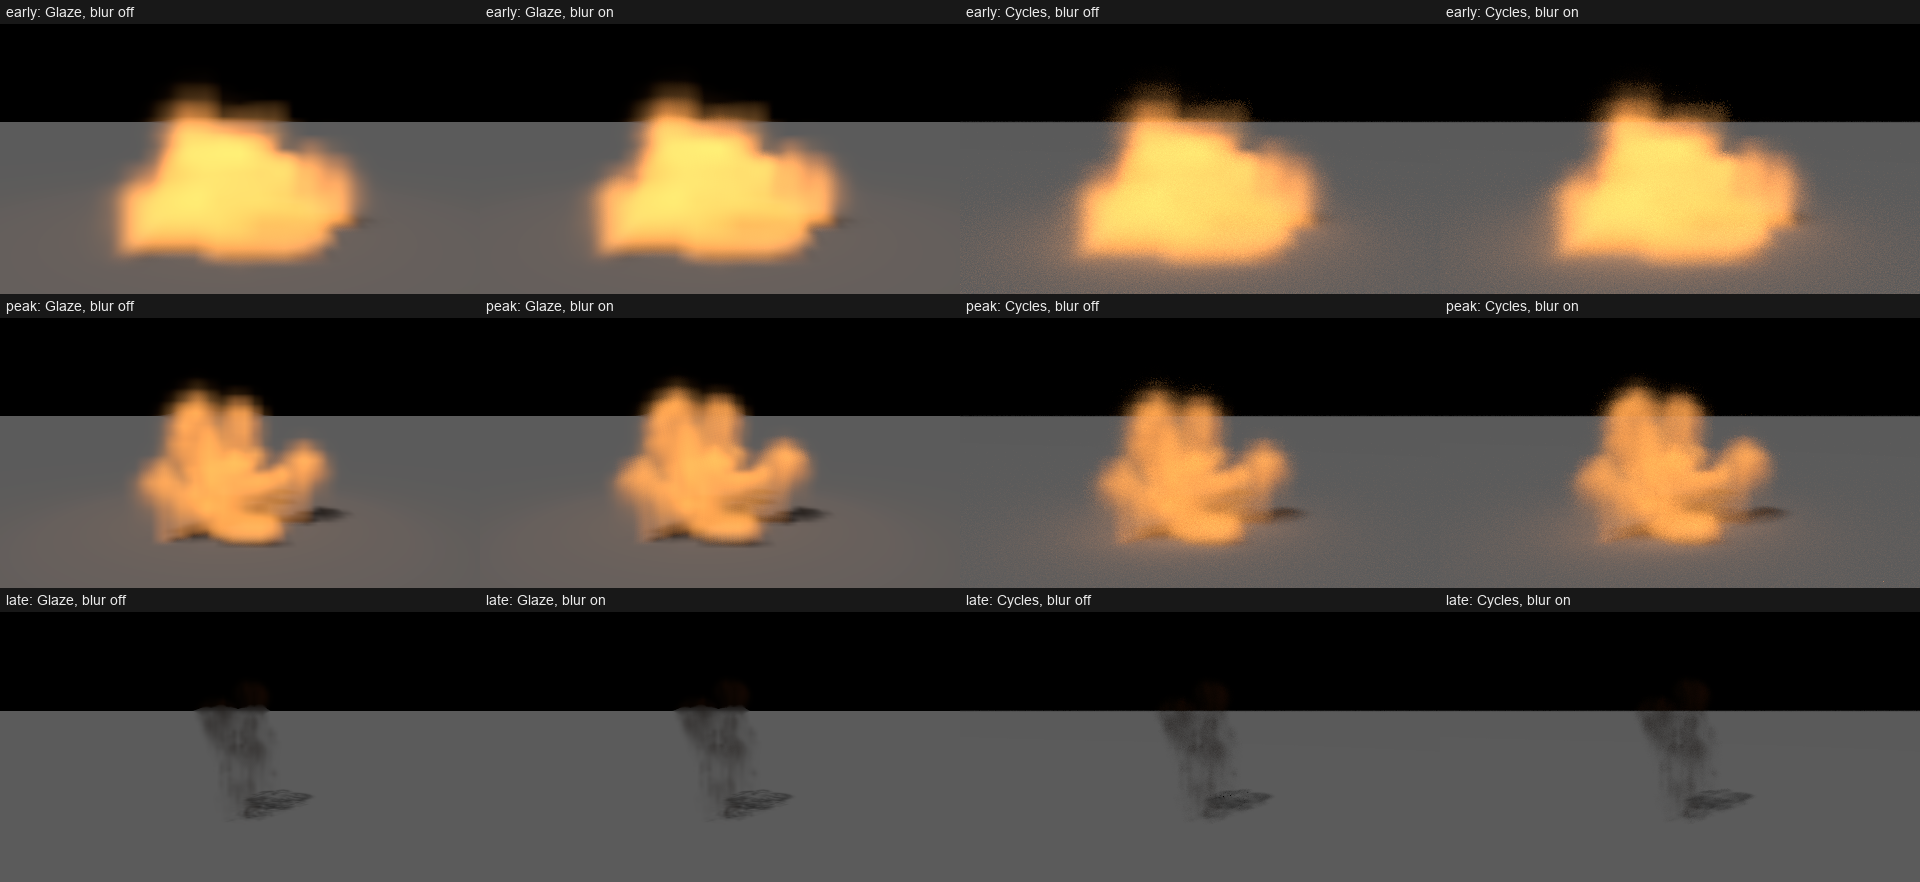 early: Glaze, blur off
early: Glaze, blur on
early: Cycles, blur off
early: Cycles, blur on
peak: Glaze, blur off
peak: Glaze, blur on
peak: Cycles, blur off
peak: Cycles, blur on
late: Glaze, blur off
late: Glaze, blur on
late: Cycles, blur off
late: Cycles, blur on